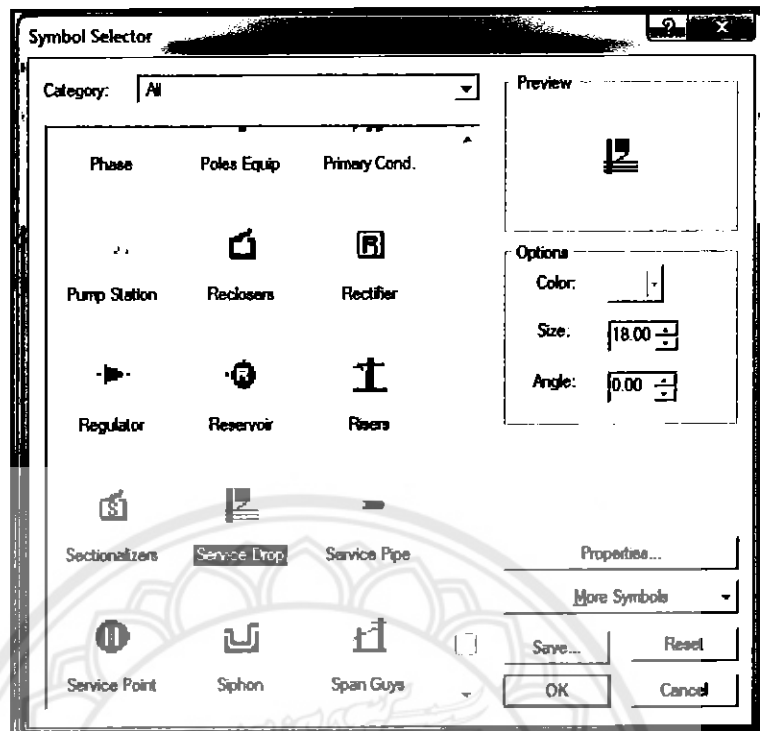 Symbol Selector
Category: All
Phase Poles Equip Primary Cond.
Pump Station Reclosers R Rectifier
Regulator R Reservoir Risers
S Sectionalizers Service Drop Service Pipe
Service Point Siphon Span Guys
Preview
Options
Color:
Size: 18.00
Angle: 0.00
Properties...
More Symbols
Save... Reset
OK Cancel